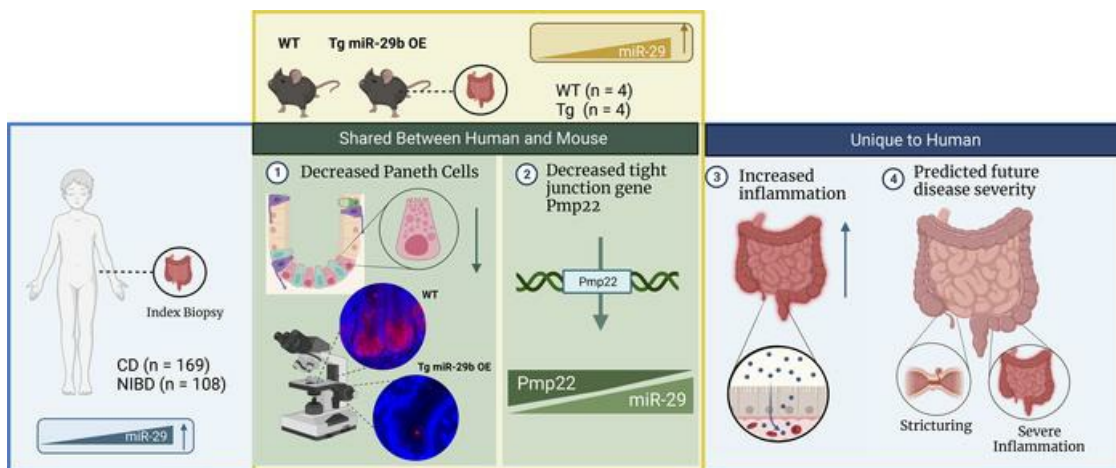 WT Tg miR-29b OE
miR-29
WT (n = 4)
Tg (n = 4)
Shared Between Human and Mouse
Unique to Human
Index Biopsy
CD (n = 169)
NIBD (n = 108)
miR-29
1 Decreased Paneth Cells
WT
Tg miR-29b OE
2 Decreased tight
junction gene
Pmp22
Pmp22
Pmp22
miR-29
3 Increased
inflammation
4 Predicted future
disease severity
Stricturing
Severe
Inflammation